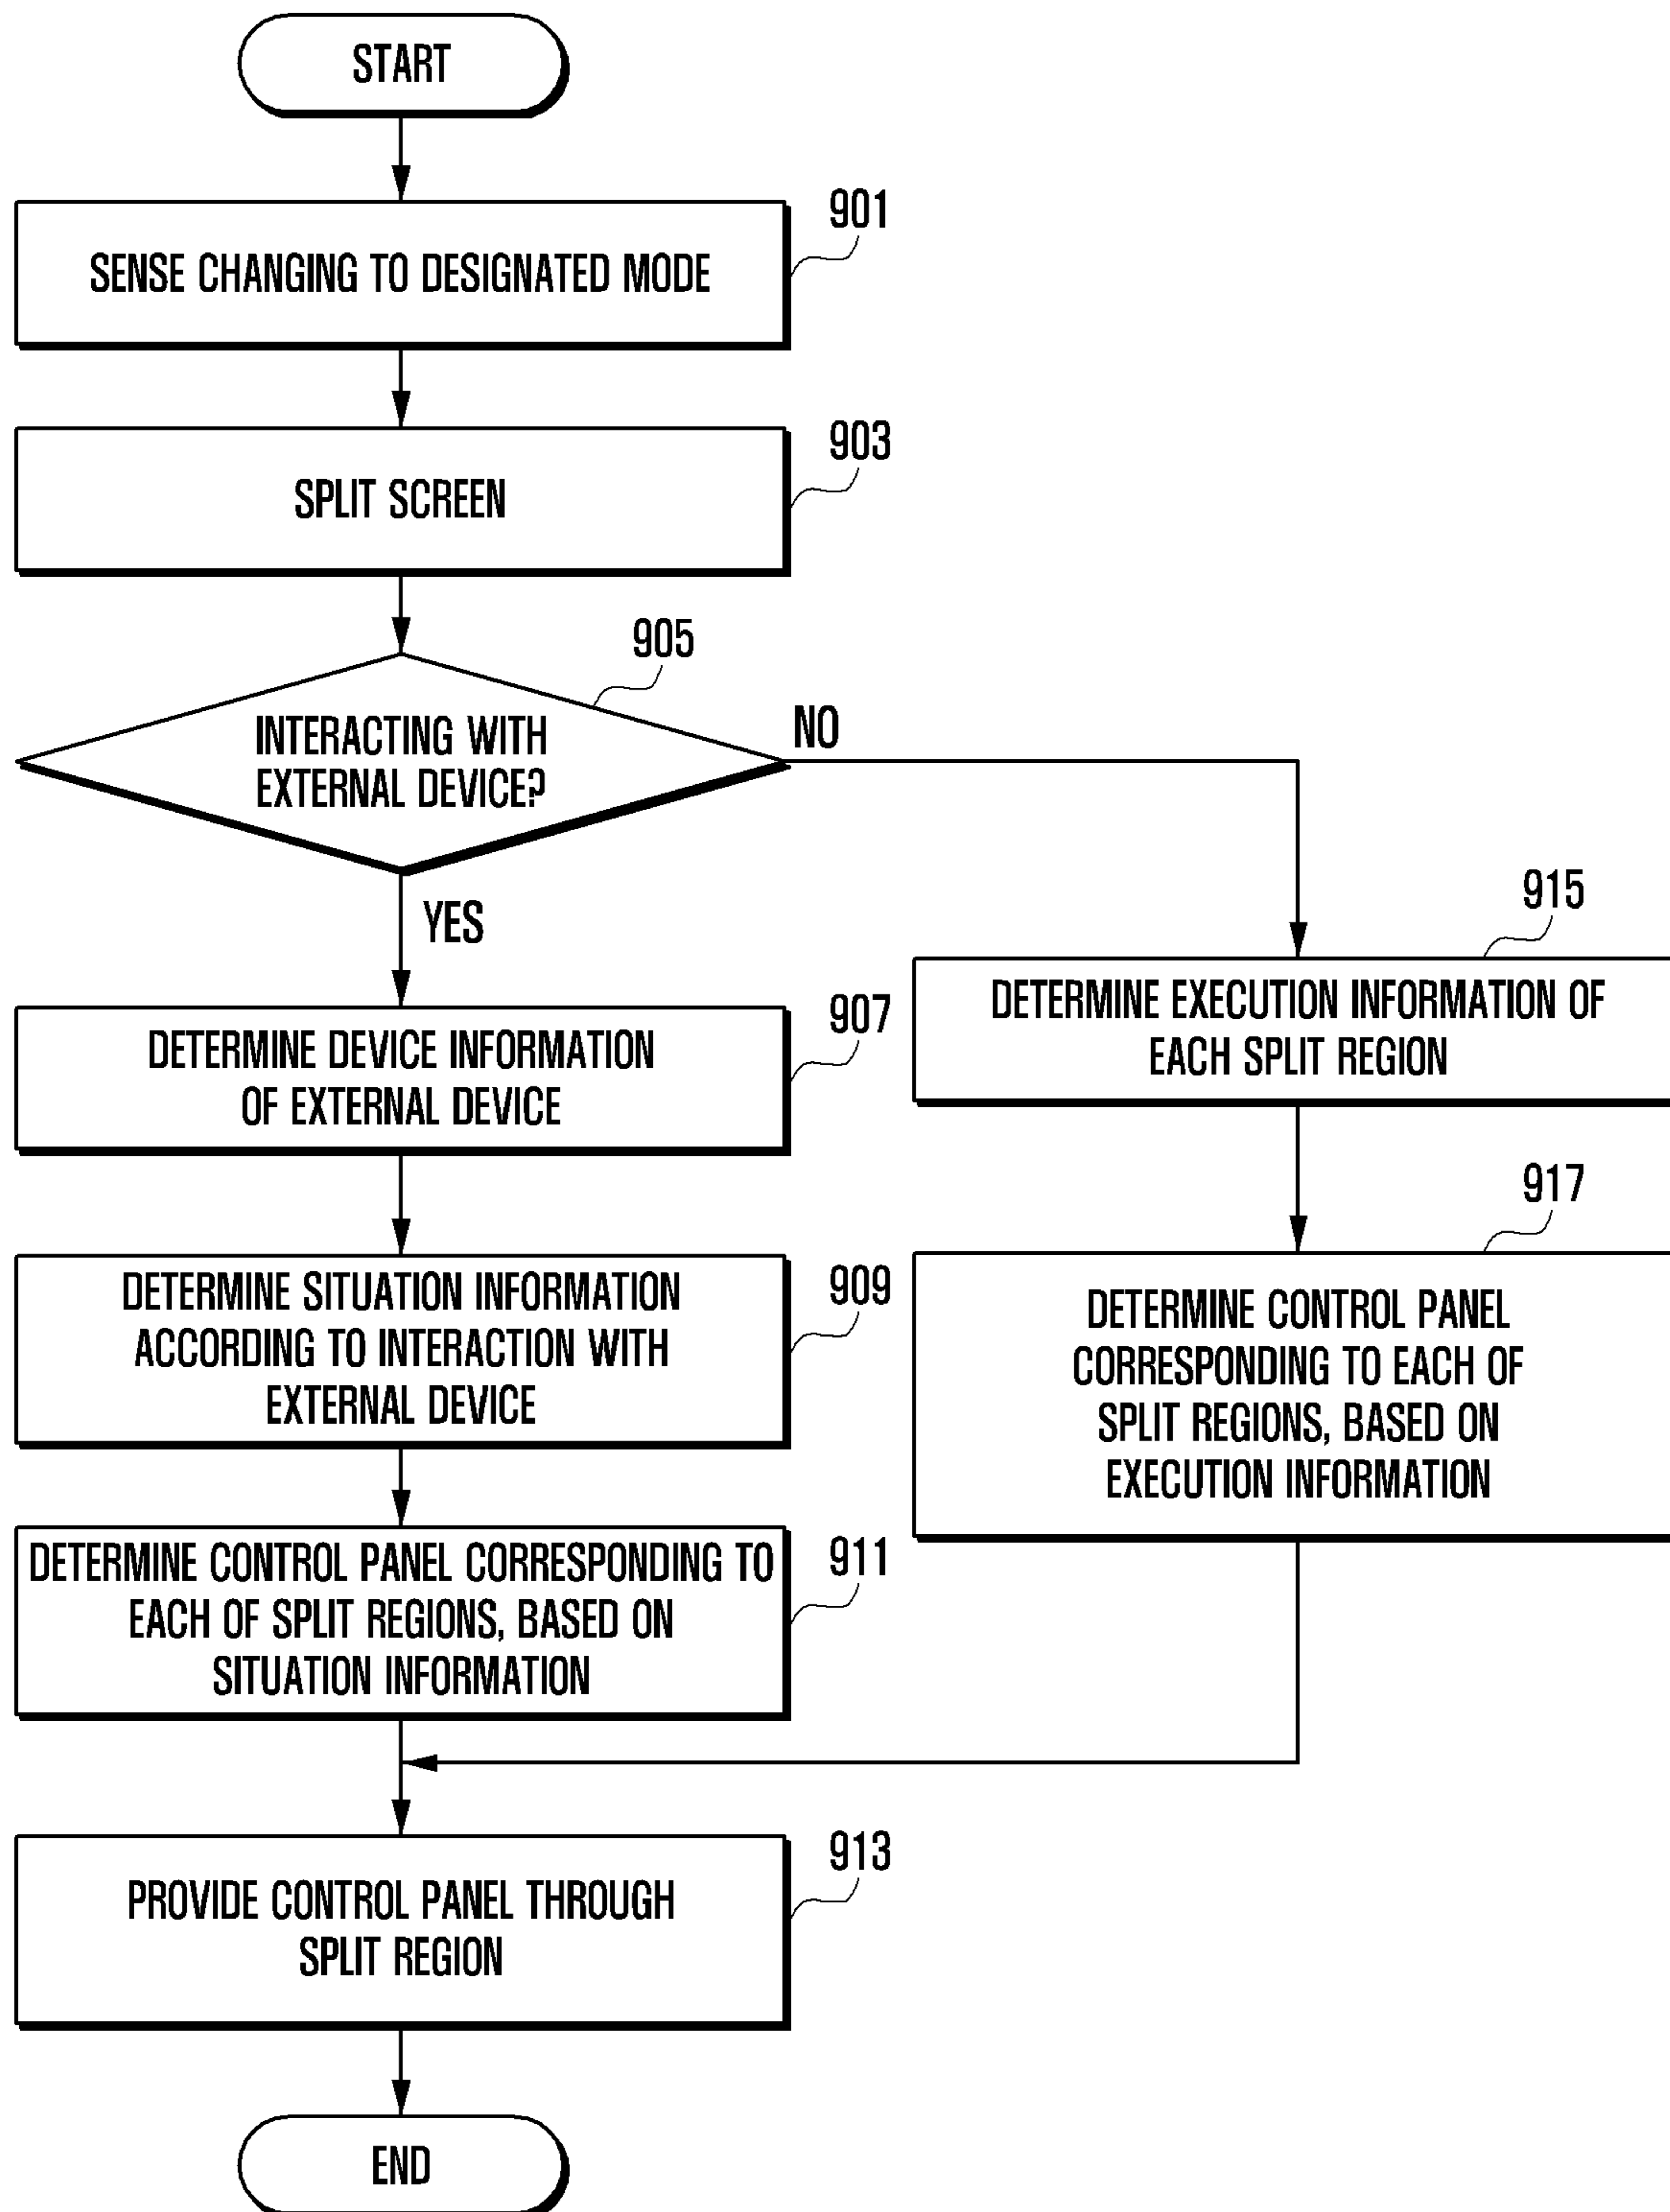 START
901
SENSE CHANGING TO DESIGNATED MODE
903
SPLIT SCREEN
905
INTERACTING WITH
EXTERNAL DEVICE?
NO
YES
907
DETERMINE DEVICE INFORMATION
OF EXTERNAL DEVICE
909
DETERMINE SITUATION INFORMATION
ACCORDING TO INTERACTION WITH
EXTERNAL DEVICE
911
DETERMINE CONTROL PANEL CORRESPONDING TO
EACH OF SPLIT REGIONS, BASED ON
SITUATION INFORMATION
915
DETERMINE EXECUTION INFORMATION OF
EACH SPLIT REGION
917
DETERMINE CONTROL PANEL
CORRESPONDING TO EACH OF
SPLIT REGIONS, BASED ON
EXECUTION INFORMATION
913
PROVIDE CONTROL PANEL THROUGH
SPLIT REGION
END